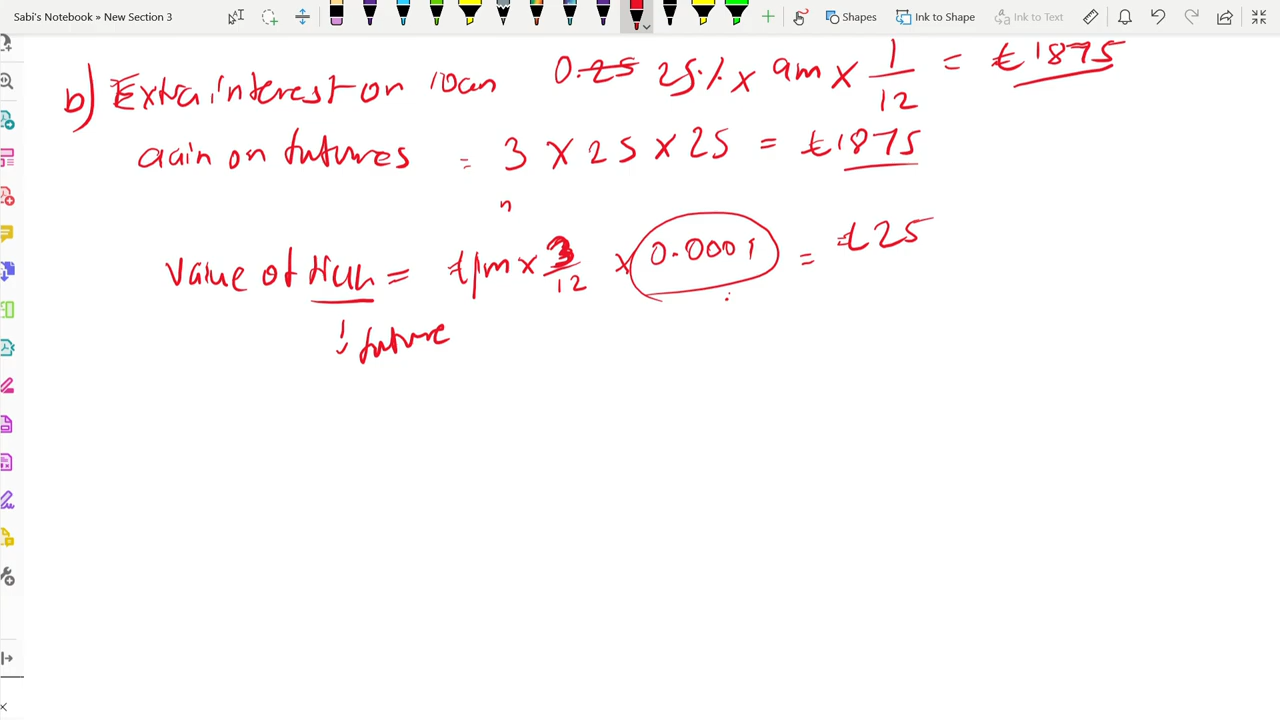 Sabi's Notebook » New Section 3
Shapes
Ink to Shape
Ink to Text
b) Extra interest on loan 0.25 25% × 9m × 1/12 = £1875
Gain on futures = 3 × 25 × 25 = £1875
n
Value of tick = £1m × 3/12 × 0.0001 = £25
1 future